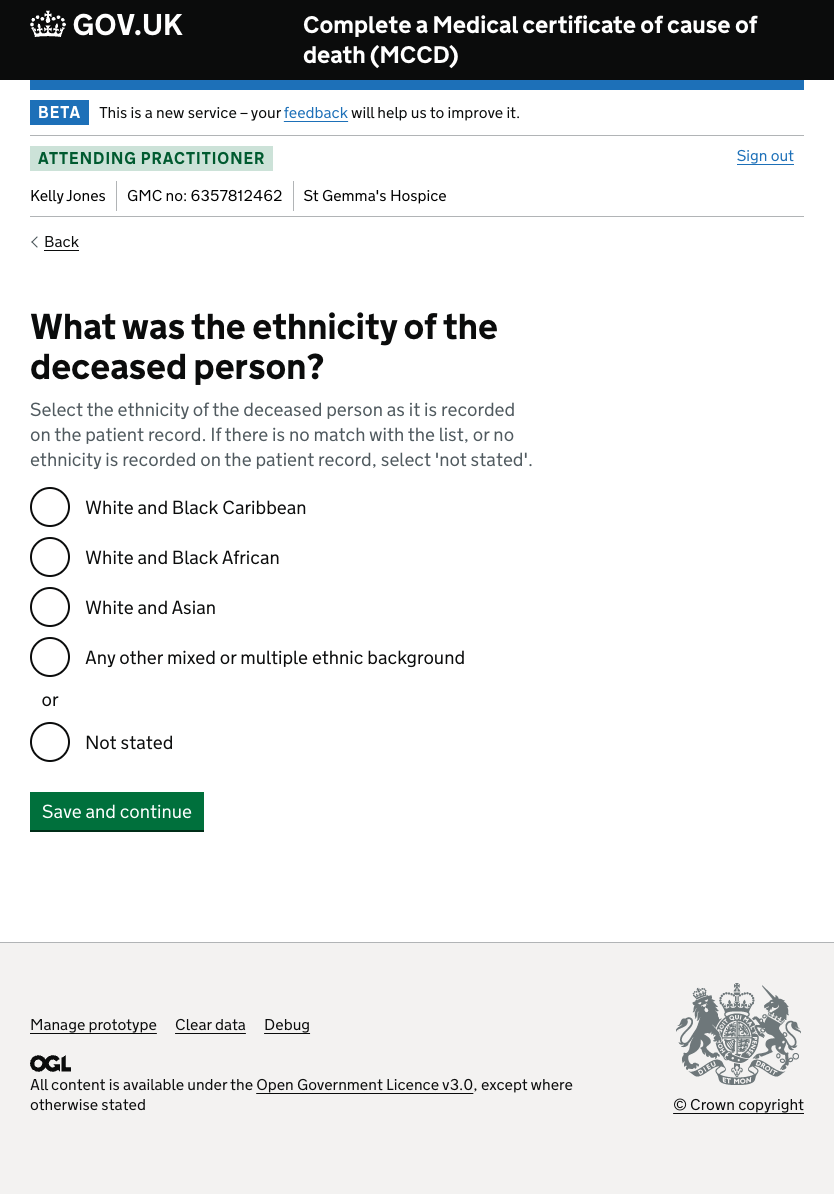 GOV.UK
Complete a Medical certificate of cause of
death (MCCD)
BETA This is a new service – your feedback will help us to improve it.
ATTENDING PRACTITIONER
Sign out
Kelly Jones GMC no: 6357812462 St Gemma's Hospice
Back
What was the ethnicity of the
deceased person?
Select the ethnicity of the deceased person as it is recorded
on the patient record. If there is no match with the list, or no
ethnicity is recorded on the patient record, select 'not stated'.
White and Black Caribbean
White and Black African
White and Asian
Any other mixed or multiple ethnic background
or
Not stated
Save and continue
Manage prototype Clear data Debug
OGL
All content is available under the Open Government Licence v3.0, except where
otherwise stated
DIEU ET MON DROIT
© Crown copyright